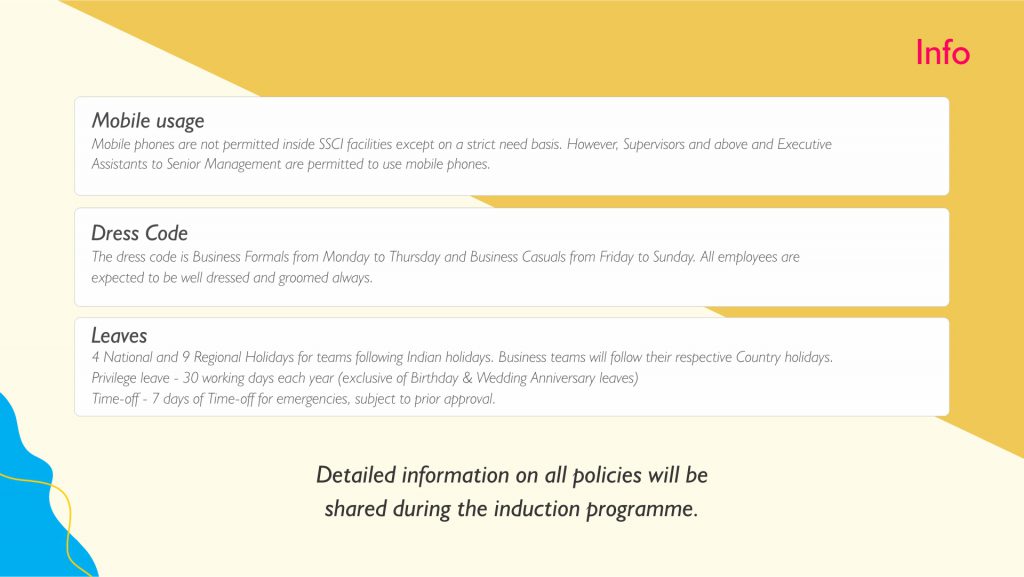 Info
Mobile usage
Mobile phones are not permitted inside SSCI facilities except on a strict need basis. However, Supervisors and above and Executive
Assistants to Senior Management are permitted to use mobile phones.
Dress Code
The dress code is Business Formals from Monday to Thursday and Business Casuals from Friday to Sunday. All employees are
expected to be well dressed and groomed always.
Leaves
4 National and 9 Regional Holidays for teams following Indian holidays. Business teams will follow their respective Country holidays.
Privilege leave - 30 working days each year (exclusive of Birthday & Wedding Anniversary leaves)
Time-off - 7 days of Time-off for emergencies, subject to prior approval.
Detailed information on all policies will be
shared during the induction programme.